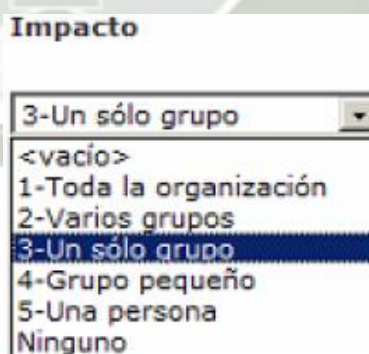 Impacto
3-Un sólo grupo
<vacío>
1-Toda la organización
2-Varios grupos
3-Un sólo grupo
4-Grupo pequeño
5-Una persona
Ninguno